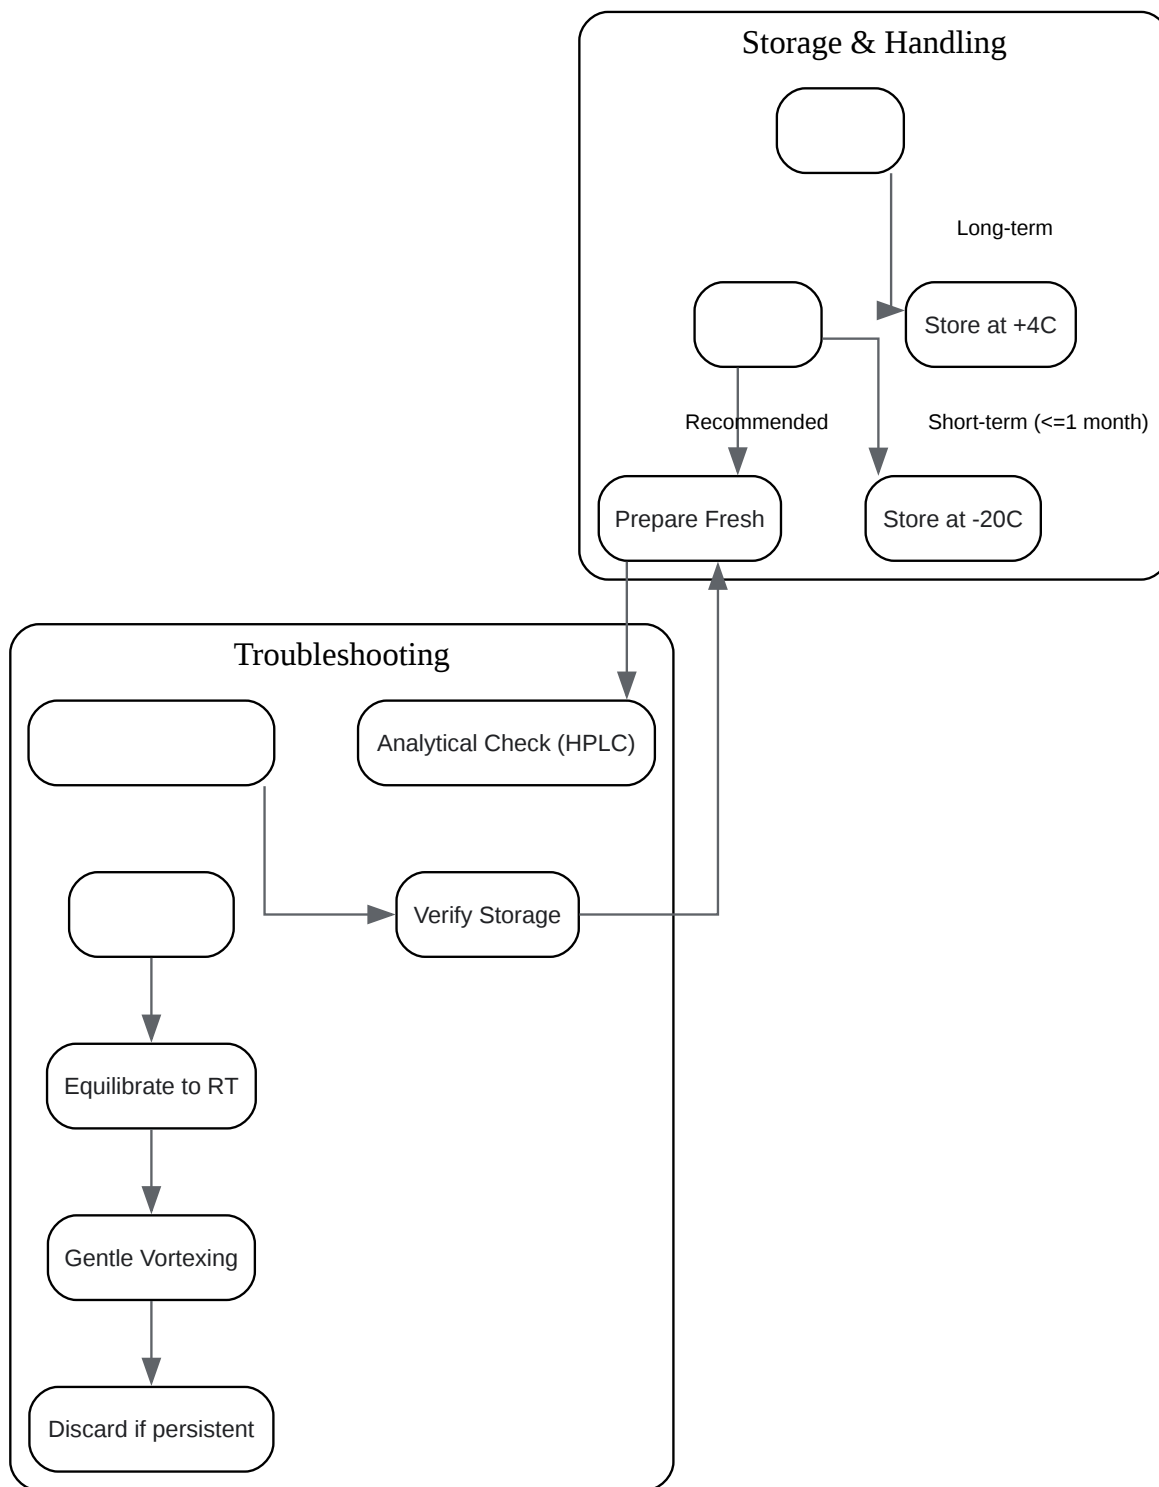 Storage & Handling
Long-term
Store at +4C
Recommended
Short-term (<=1 month)
Prepare Fresh
Store at -20C
Troubleshooting
Analytical Check (HPLC)
Verify Storage
Equilibrate to RT
Gentle Vortexing
Discard if persistent